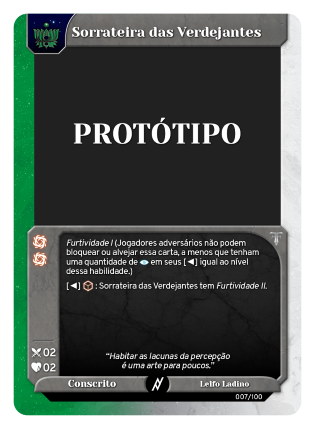 Sorrateira das Verdejantes
PROTÓTIPO
Furtividade I (Jogadores adversários não podem
bloquear ou alvejar essa carta, a menos que tenham
uma quantidade de em seus [◄] igual ao nível
dessa habilidade.)
[◄] : Sorrateira das Verdejantes tem Furtividade II.
02
02
“Habitar as lacunas da percepção
é uma arte para poucos.”
Conscrito
Lelfo Ladino
007/100